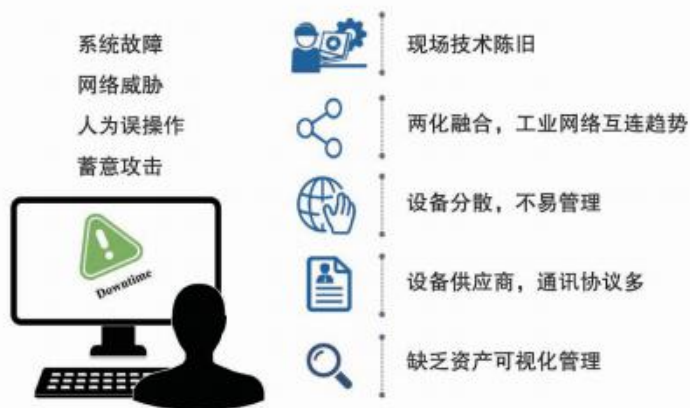 系统故障
网络威胁
人为误操作
蓄意攻击
Downtime
现场技术陈旧
两化融合，工业网络互连趋势
设备分散，不易管理
设备供应商，通讯协议多
缺乏资产可视化管理